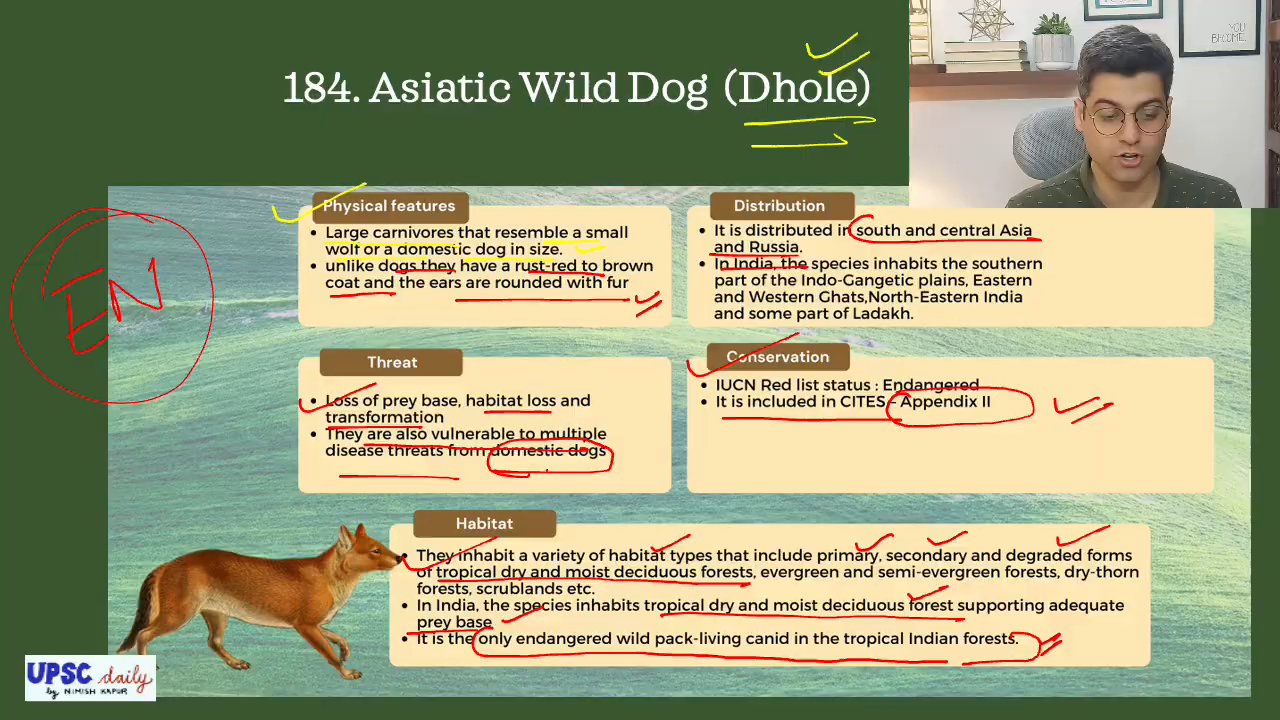 YOU
BECOME.
184. Asiatic Wild Dog (Dhole)
Physical features
• Large carnivores that resemble a small
wolf or a domestic dog in size.
• unlike dogs they have a rust-red to brown
coat and the ears are rounded with fur
Distribution
• It is distributed in south and central Asia
and Russia.
• In India, the species inhabits the southern
part of the Indo-Gangetic plains, Eastern
and Western Ghats,North-Eastern India
and some part of Ladakh.
EN
Threat
• Loss of prey base, habitat loss and
transformation
• They are also vulnerable to multiple
disease threats from domestic dogs
Conservation
• IUCN Red list status : Endangered
• It is included in CITES - Appendix II
Habitat
• They inhabit a variety of habitat types that include primary, secondary and degraded forms
of tropical dry and moist deciduous forests, evergreen and semi-evergreen forests, dry-thorn
forests, scrublands etc.
• In India, the species inhabits tropical dry and moist deciduous forest supporting adequate
prey base
• It is the only endangered wild pack-living canid in the tropical Indian forests.
UPSC daily
by NIMISH KAPUR